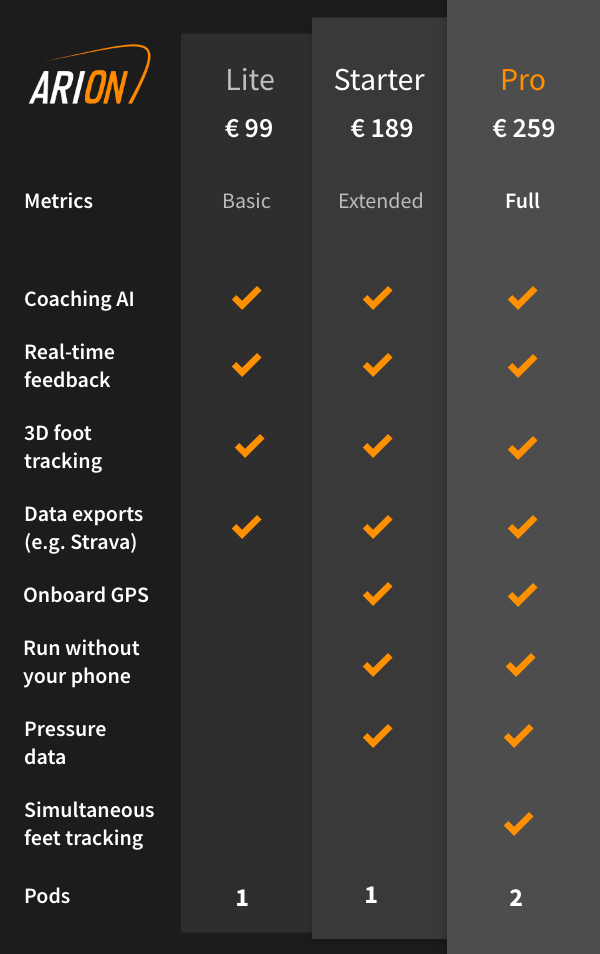 ARION
Lite Starter Pro
€ 99 € 189 € 259
Metrics Basic Extended Full
Coaching AI
Real-time
feedback
3D foot
tracking
Data exports
(e.g. Strava)
Onboard GPS
Run without
your phone
Pressure
data
Simultaneous
feet tracking
Pods 1 1 2